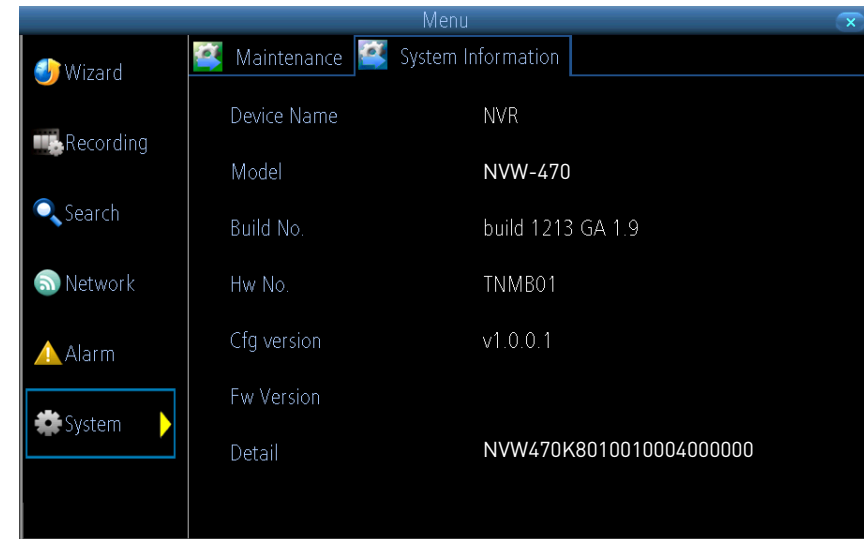 Menu
Maintenance System Information
Wizard
Recording
Search
Network
Alarm
System
Device Name NVR
Model NVW-470
Build No. build 1213 GA 1.9
Hw No. TNMB01
Cfg version v1.0.0.1
Fw Version
Detail NVW470K8010010004000000